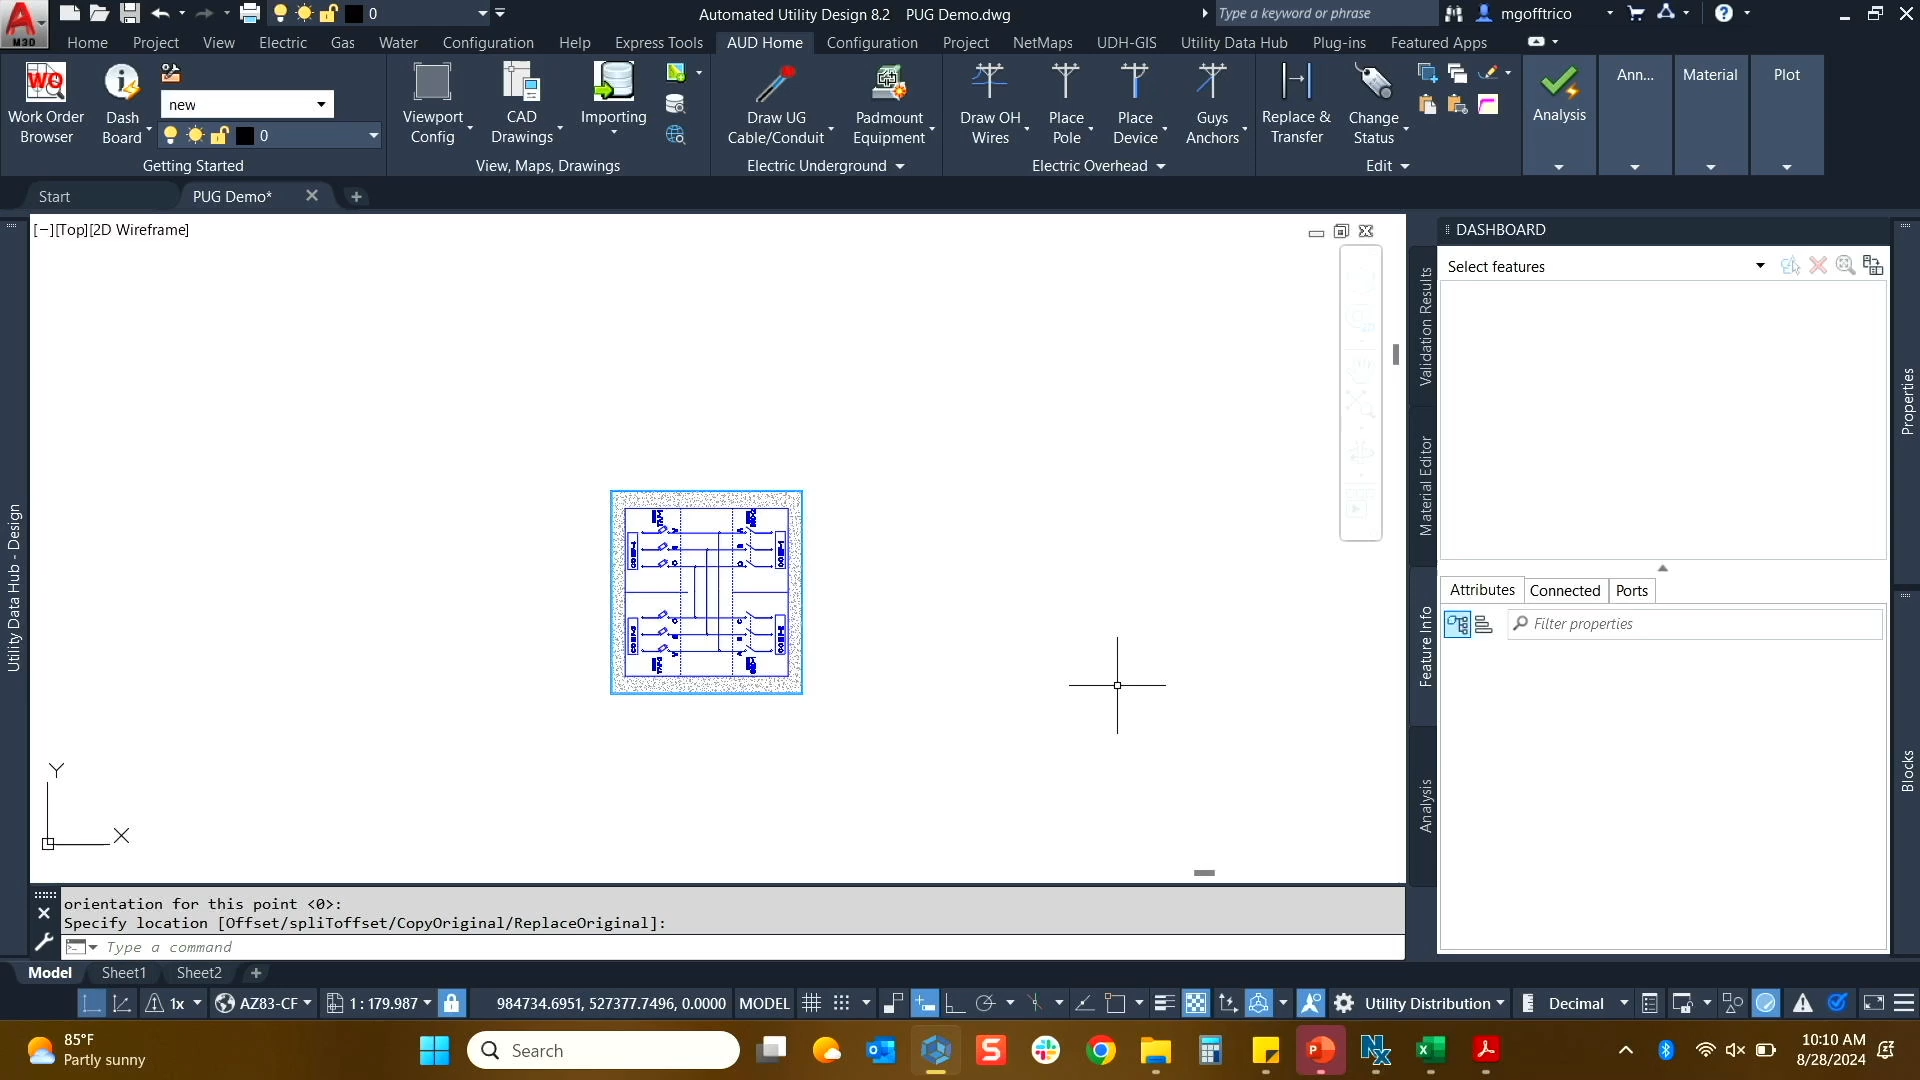 M3D
0
Automated Utility Design 8.2 PUG Demo.dwg
Type a keyword or phrase
mgofftrico
Home Project View Electric Gas Water Configuration Help Express Tools AUD Home Configuration Project NetMaps UDH-GIS Utility Data Hub Plug-ins Featured Apps
WO
Work Order Browser
Dash Board
new
0
Getting Started
Viewport Config
CAD Drawings
Importing
View, Maps, Drawings
Draw UG Cable/Conduit
Padmount Equipment
Electric Underground
Draw OH Wires
Place Pole
Place Device
Guys Anchors
Electric Overhead
Replace & Transfer
Change Status
Edit
Analysis
Ann...
Material
Plot
Start
PUG Demo*
[−][Top][2D Wireframe]
Utility Data Hub - Design
Y
X
Validation Results
Material Editor
Feature Info
Analysis
DASHBOARD
Select features
Attributes Connected Ports
Filter properties
Properties
Blocks
orientation for this point <0>:
Specify location [Offset/spliToffset/CopyOriginal/ReplaceOriginal]:
Type a command
Model Sheet1 Sheet2
1x
AZ83-CF
1 : 179.987
984734.6951, 527377.7496, 0.0000
MODEL
Utility Distribution
Decimal
85°F
Partly sunny
Search
10:10 AM
8/28/2024